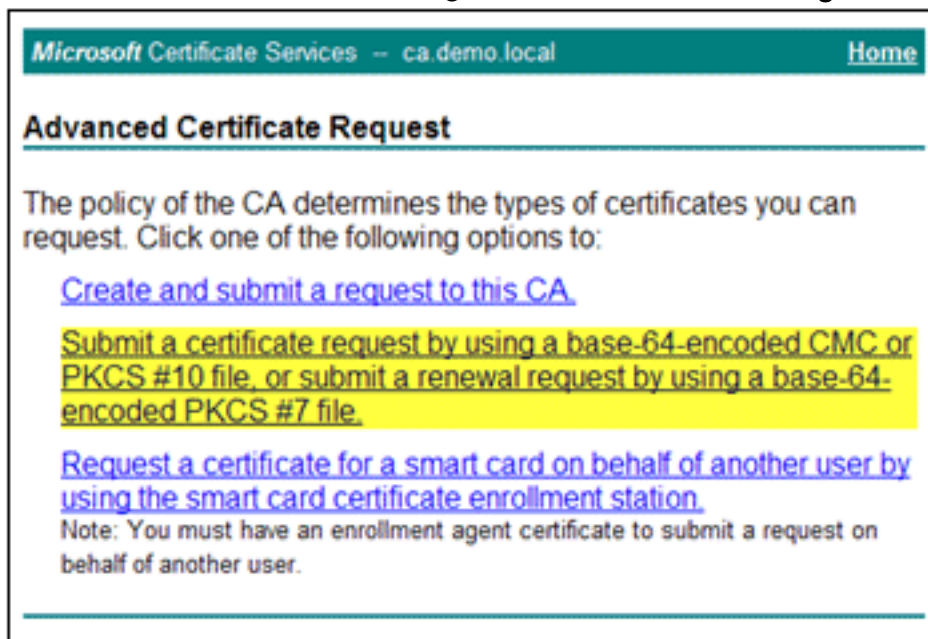 Microsoft Certificate Services -- ca.demo.local Home
Advanced Certificate Request
The policy of the CA determines the types of certificates you can
request. Click one of the following options to:
Create and submit a request to this CA.
Submit a certificate request by using a base-64-encoded CMC or
PKCS #10 file, or submit a renewal request by using a base-64-
encoded PKCS #7 file.
Request a certificate for a smart card on behalf of another user by
using the smart card certificate enrollment station.
Note: You must have an enrollment agent certificate to submit a request on
behalf of another user.